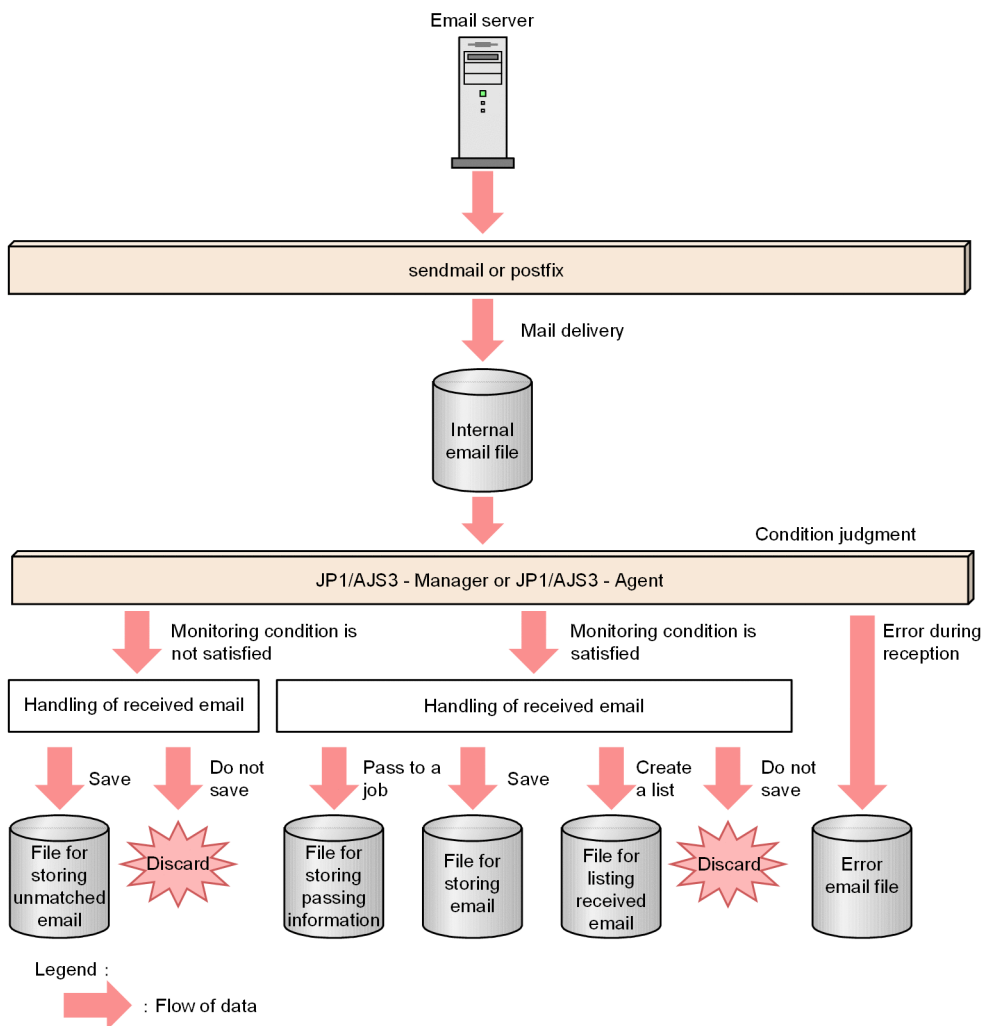 Email server
sendmail or postfix
Mail delivery
Internal
email file
Condition judgment
JP1/AJS3 - Manager or JP1/AJS3 - Agent
Monitoring condition is
not satisfied
Monitoring condition is
satisfied
Error during
reception
Handling of received email
Handling of received email
Save
Do not
save
Pass to a
job
Save
Create
a list
Do not
save
File for
storing
unmatched
email
Discard
File for
storing
passing
information
File for
storing
email
File for
listing
received
email
Discard
Error
email file
Legend :
: Flow of data